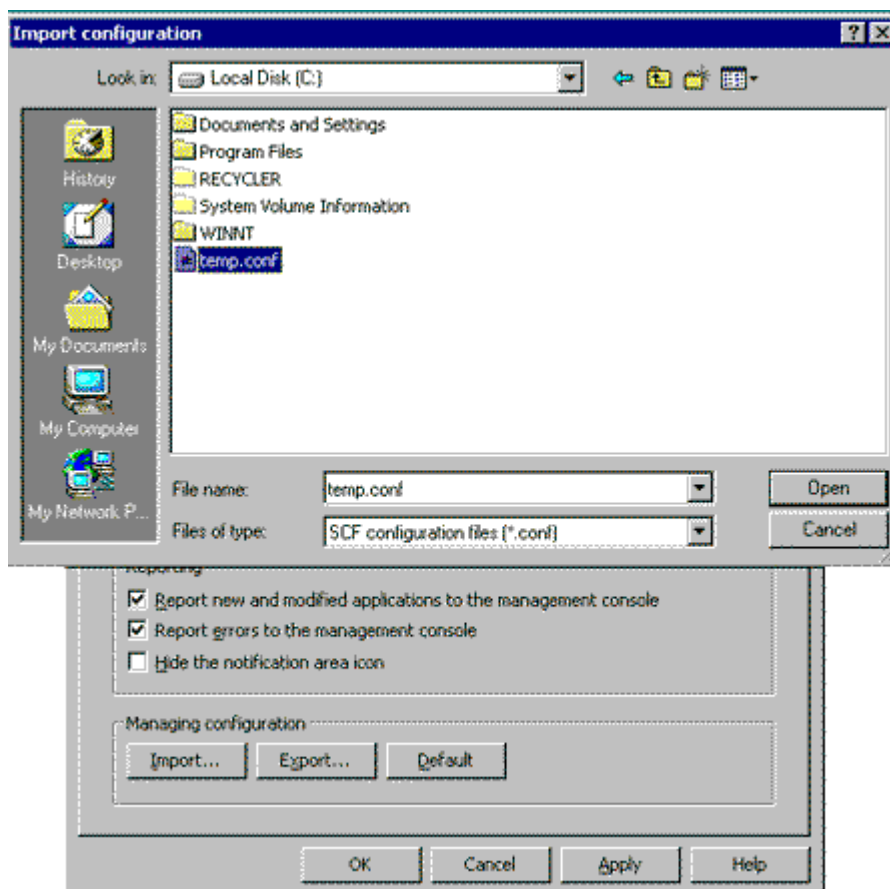 Import configuration
Look in: Local Disk (C:)
Documents and Settings
Program Files
RECYCLER
System Volume Information
WINNT
temp.conf
History
Desktop
My Documents
My Computer
My Network P...
File name: temp.conf Open
Files of type: SCF configuration files (*.conf) Cancel
Reporting
Report new and modified applications to the management console
Report errors to the management console
Hide the notification area icon
Managing configuration
Import... Export... Default
OK Cancel Apply Help